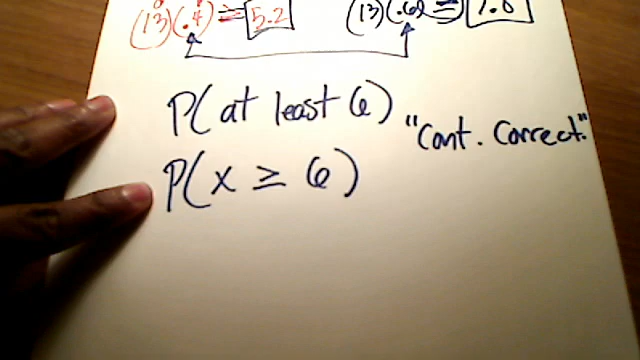 (13)(.4) = 5.2 (13)(.6) = 7.8
P( at least 6 )
"Cont. Correct."
P( x ≥ 6 )